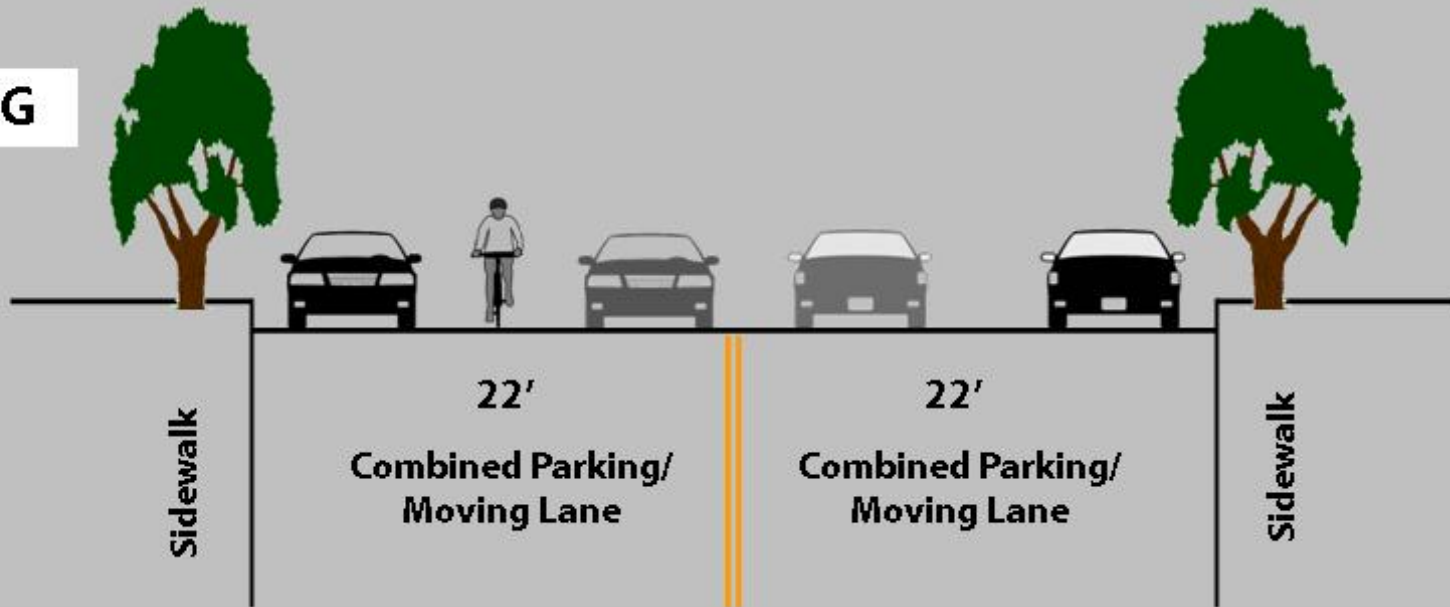 G
22′
22′
Combined Parking/
Moving Lane
Combined Parking/
Moving Lane
Sidewalk
Sidewalk